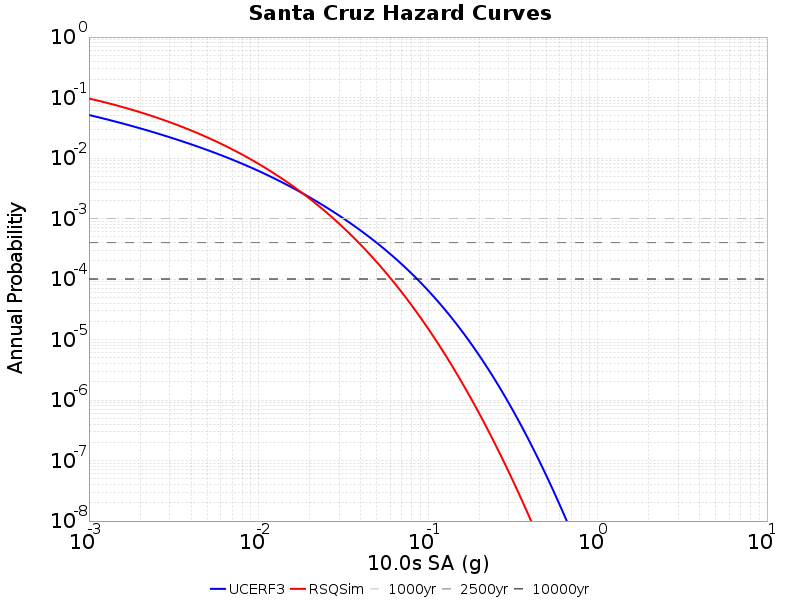 Santa Cruz Hazard Curves
Annual Probabilitiy
10^0
10^-1
10^-2
10^-3
10^-4
10^-5
10^-6
10^-7
10^-8
10^-3 10^-2 10^-1 10^0 10^1
10.0s SA (g)
UCERF3 RSQSim 1000yr 2500yr 10000yr